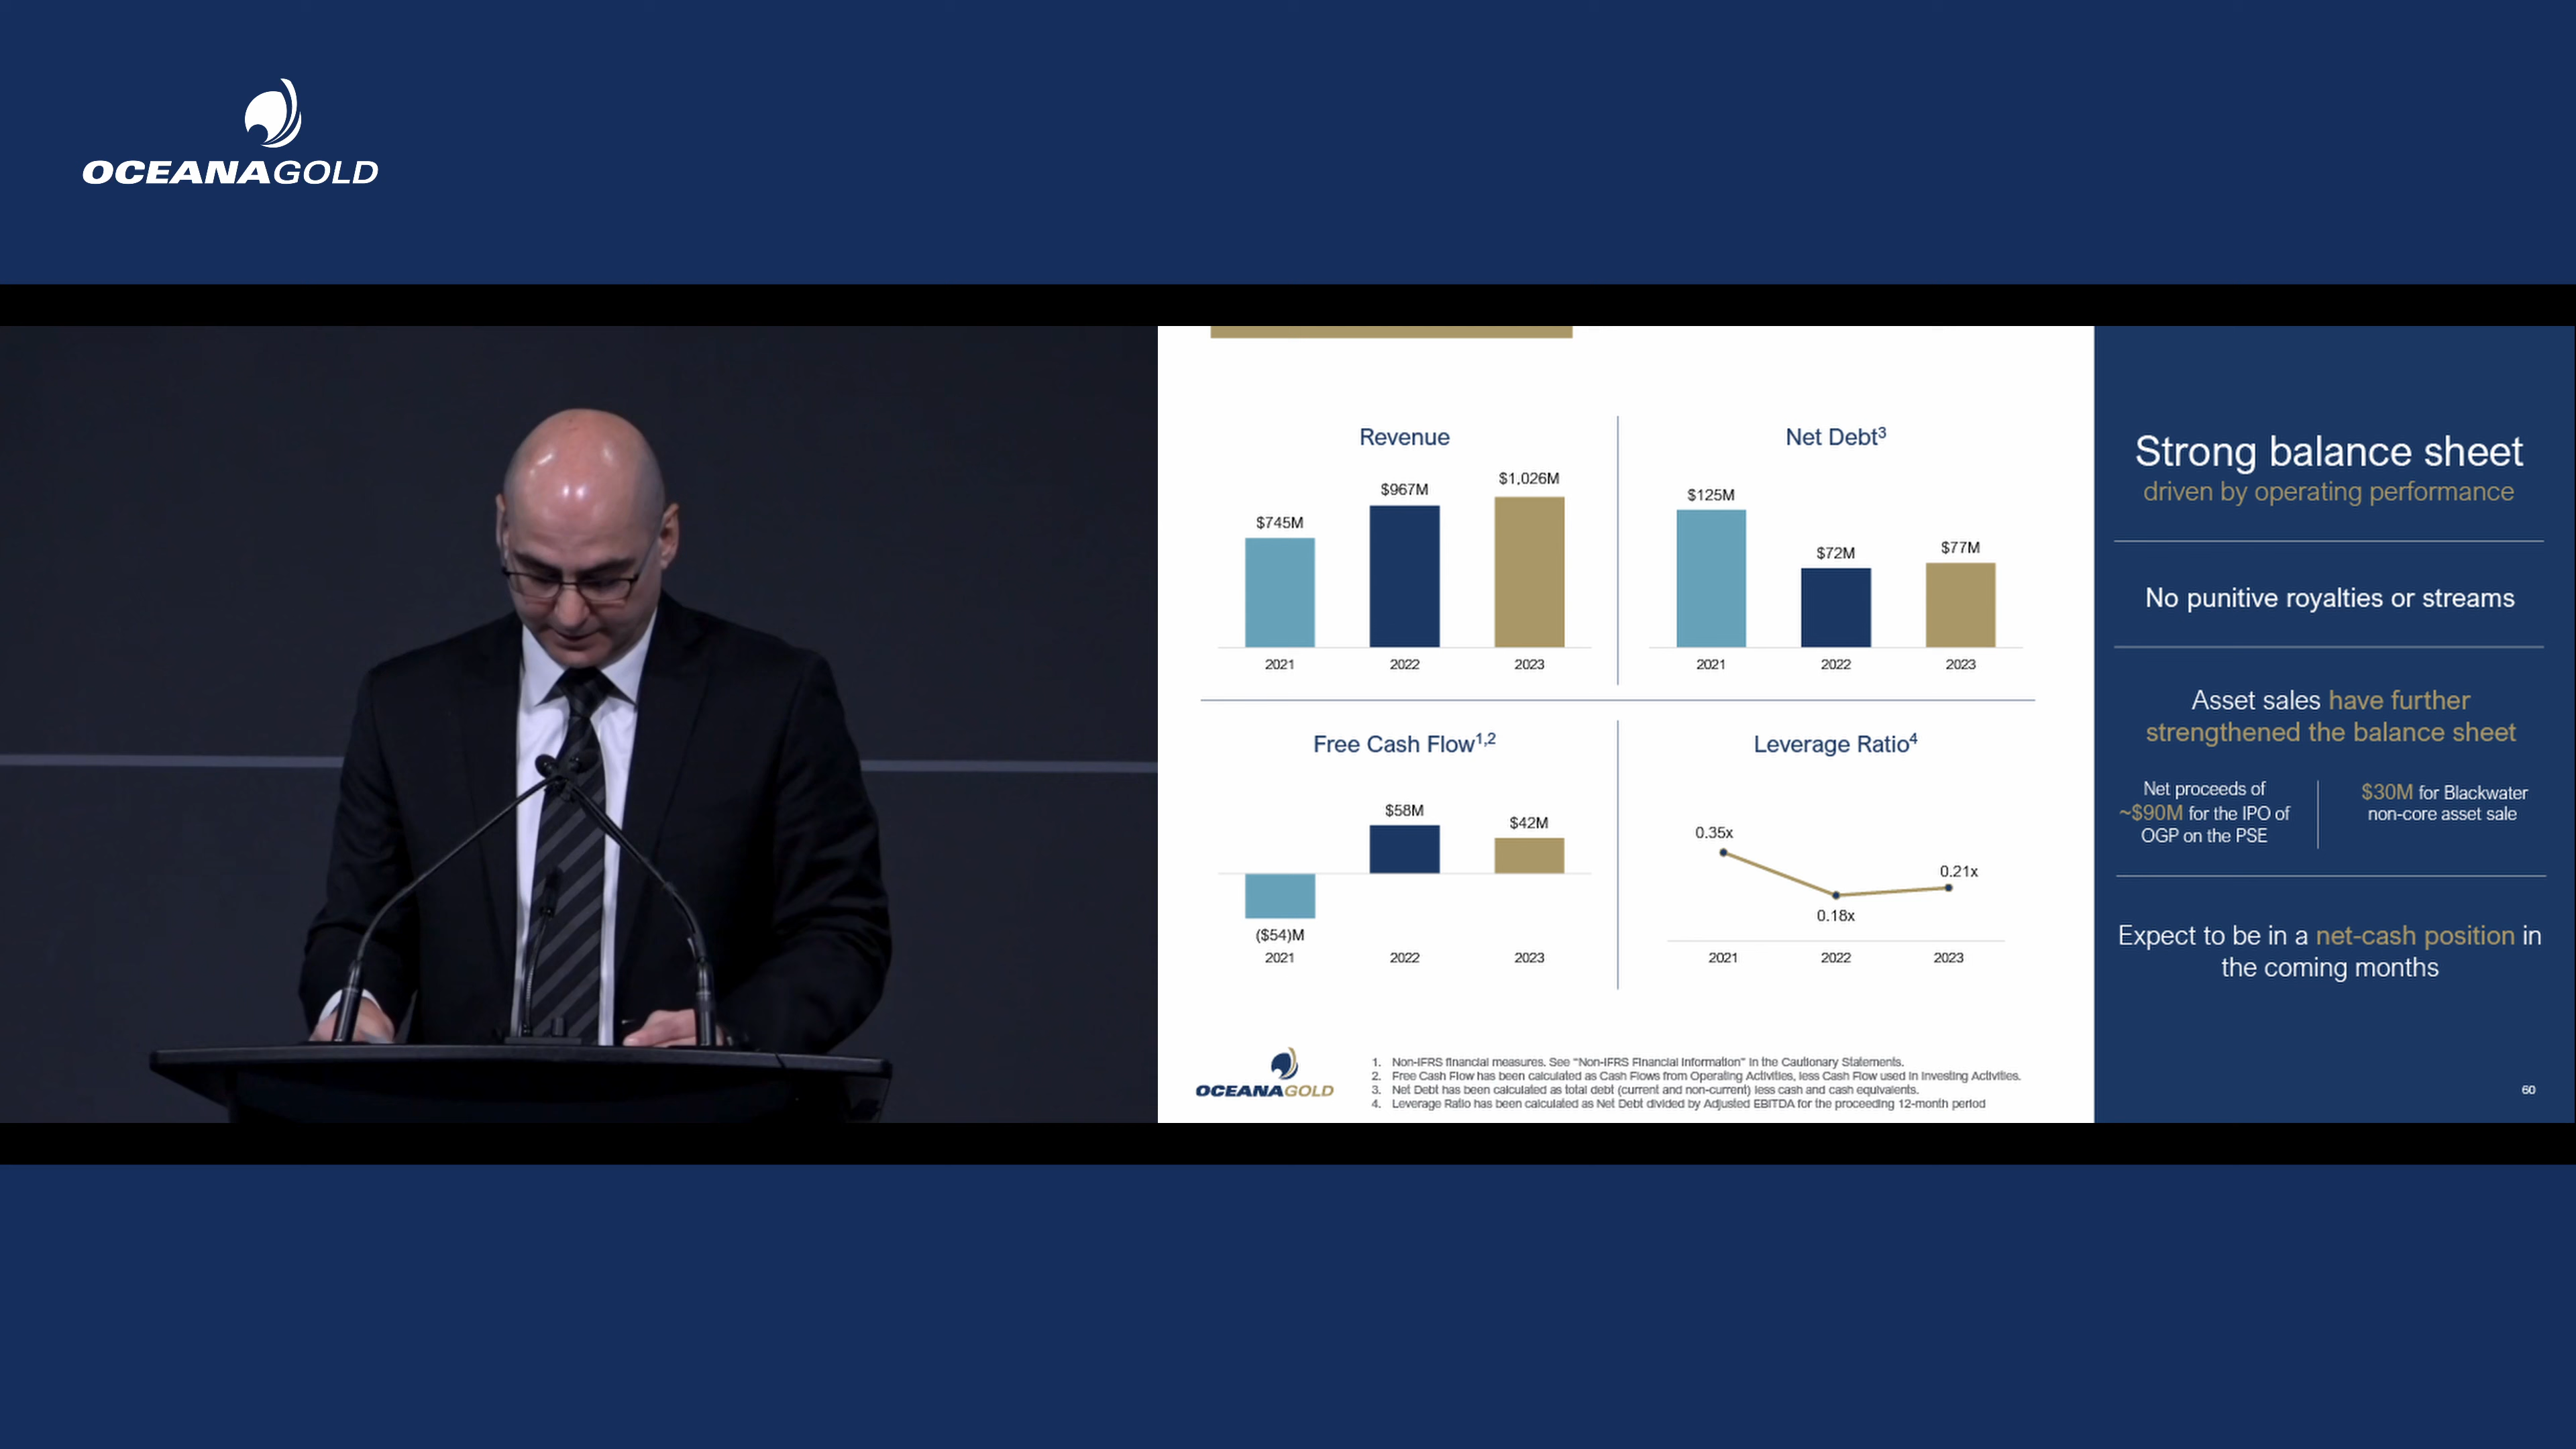 OCEANAGOLD
Revenue
$745M
$967M
$1,026M
2021
2022
2023
Net Debt3
$125M
$72M
$77M
2021
2022
2023
Free Cash Flow1,2
($54)M
$58M
$42M
2021
2022
2023
Leverage Ratio4
0.35x
0.18x
0.21x
2021
2022
2023
OCEANAGOLD
1. Non-IFRS financial measures. See "Non-IFRS Financial Information" in the Cautionary Statements.
2. Free Cash Flow has been calculated as Cash Flows from Operating Activities, less Cash Flow used in Investing Activities.
3. Net Debt has been calculated as total debt (current and non-current) less cash and cash equivalents.
4. Leverage Ratio has been calculated as Net Debt divided by Adjusted EBITDA for the proceeding 12-month period
Strong balance sheet
driven by operating performance
No punitive royalties or streams
Asset sales have further
strengthened the balance sheet
Net proceeds of
~$90M for the IPO of
OGP on the PSE
$30M for Blackwater
non-core asset sale
Expect to be in a net-cash position in
the coming months
60